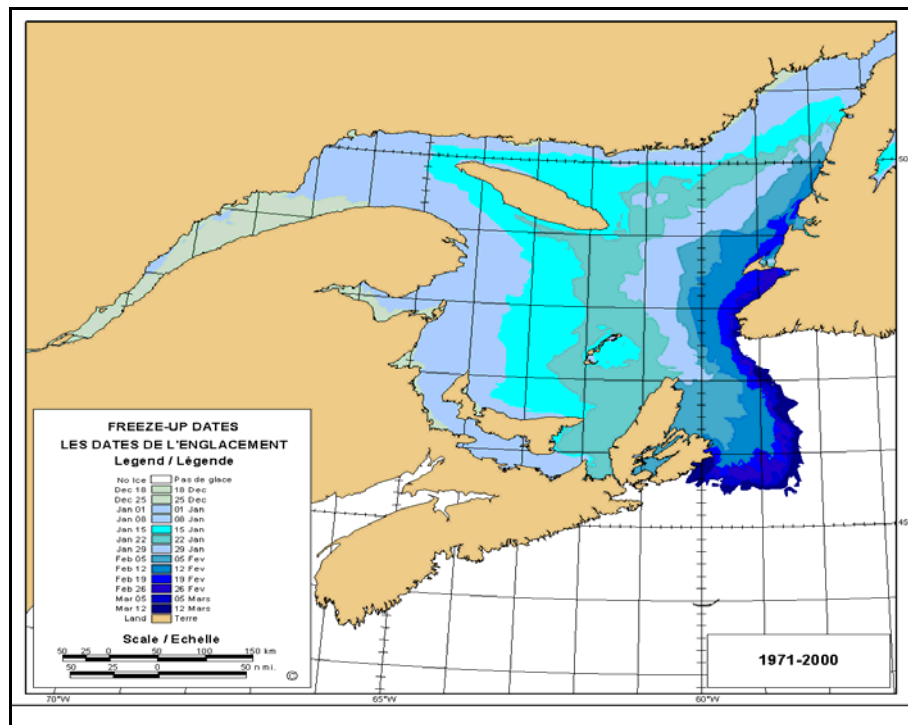 50
45
FREEZE-UP DATES
LES DATES DE L'ENGLACEMENT
Legend / Légende
No Ice Pas de glace
Dec 18 18 Dec
Dec 25 25 Dec
Jan 01 01 Jan
Jan 08 08 Jan
Jan 15 15 Jan
Jan 22 22 Jan
Jan 29 29 Jan
Feb 05 05 Fev
Feb 12 12 Fev
Feb 19 19 Fev
Feb 26 26 Fev
Mar 05 05 Mars
Mar 12 12 Mars
Land Terre
Scale / Echelle
50 25 0 50 100 150 km
50 25 0 50 n mi.
©
1971-2000
70°W 65°W 60°W